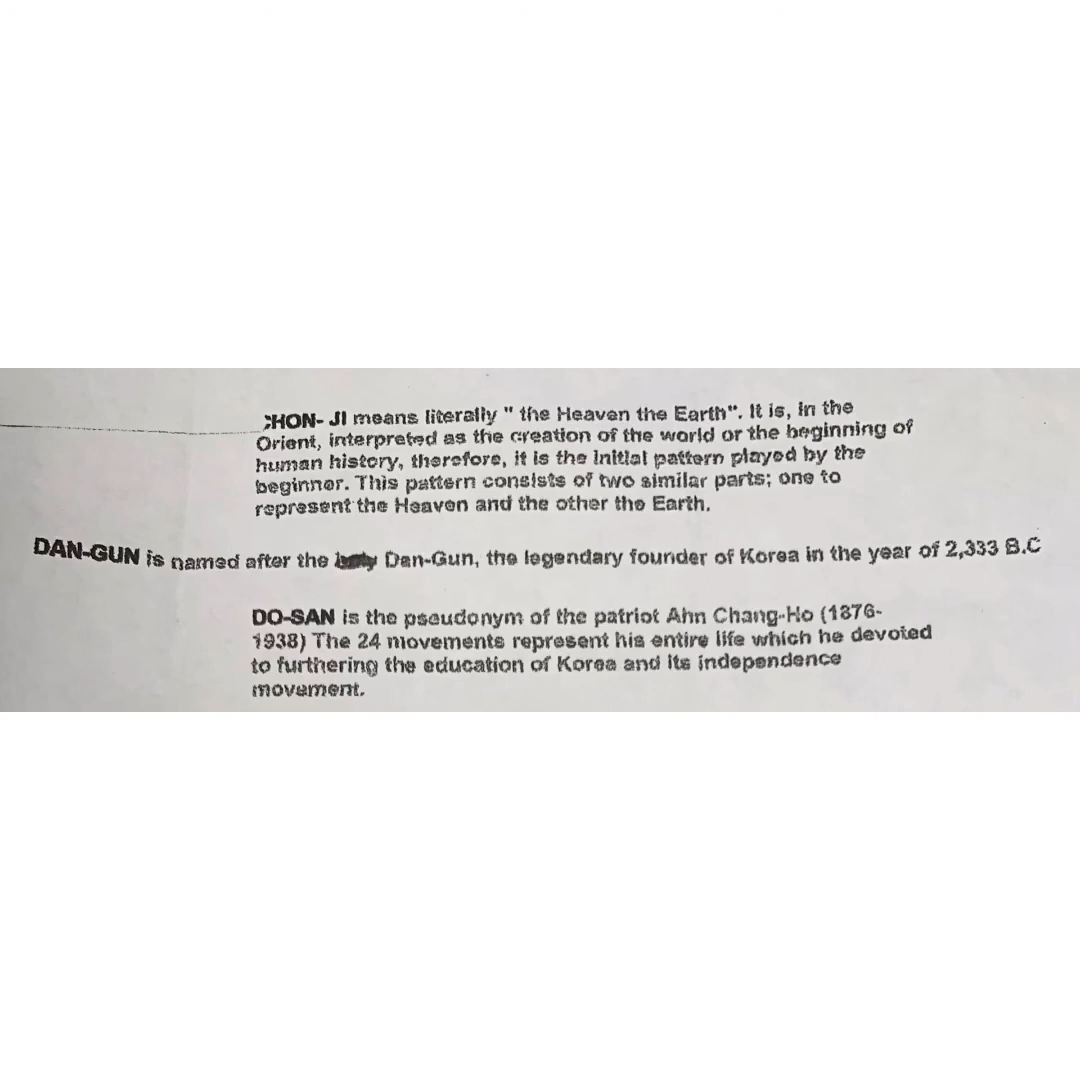 CHON- JI means literally " the Heaven the Earth". It is, in the
Orient, interpreted as the creation of the world or the beginning of
human history, therefore, it is the initial pattern played by the
beginner. This pattern consists of two similar parts; one to
represent the Heaven and the other the Earth.
DAN-GUN is named after the Dan-Gun, the legendary founder of Korea in the year of 2,333 B.C
DO-SAN is the pseudonym of the patriot Ahn Chang-Ho (1876-
1938) The 24 movements represent his entire life which he devoted
to furthering the education of Korea and its independence
movement.